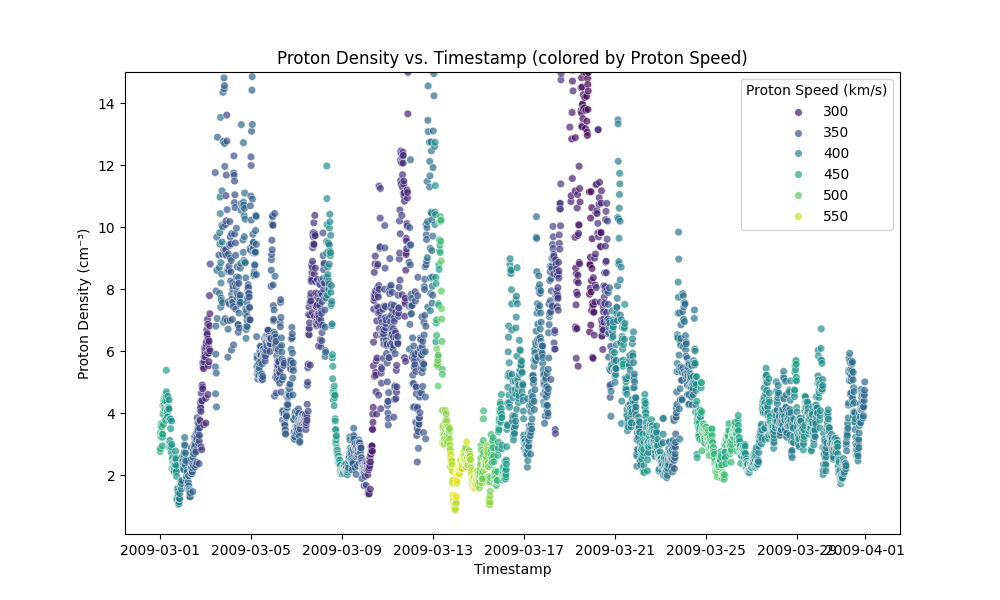 Proton Density vs. Timestamp (colored by Proton Speed)
Proton Density (cm⁻³)
14
12
10
8
6
4
2
Proton Speed (km/s)
300
350
400
450
500
550
2009-03-01 2009-03-05 2009-03-09 2009-03-13 2009-03-17 2009-03-21 2009-03-25 2009-03-29 2009-04-01
Timestamp